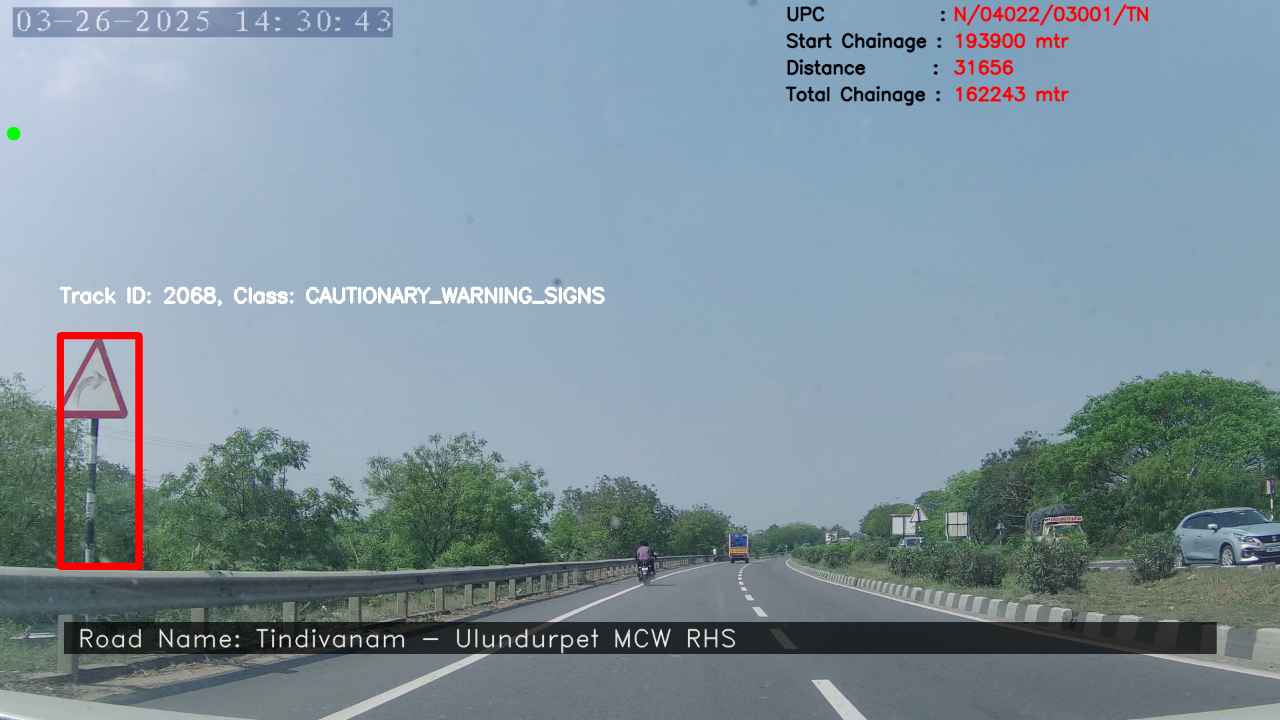 03-26-2025 14:30:43
UPC : N/04022/03001/TN
Start Chainage : 193900 mtr
Distance : 31656
Total Chainage : 162243 mtr
Track ID: 2068, Class: CAUTIONARY_WARNING_SIGNS
Road Name: Tindivanam - Ulundurpet MCW RHS